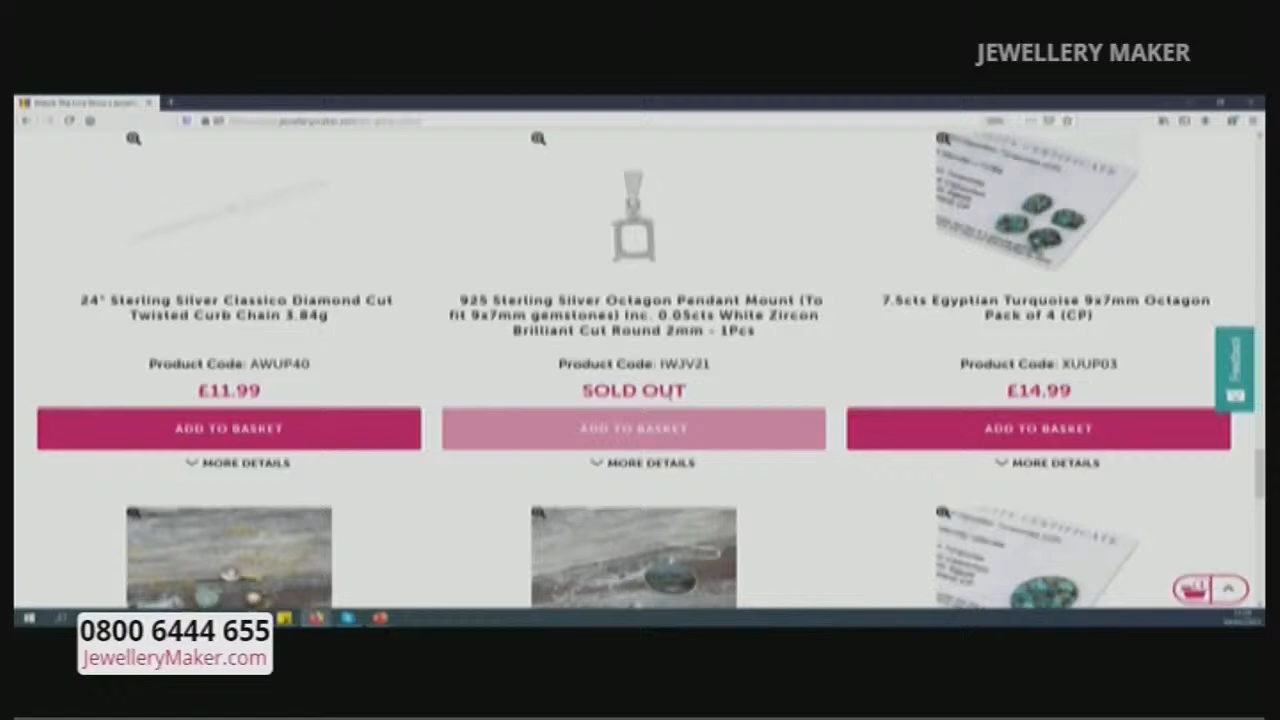 JEWELLERY MAKER
24" Sterling Silver Classico Diamond Cut
Twisted Curb Chain 3.84g
Product Code: AWUP40
£11.99
ADD TO BASKET
MORE DETAILS
925 Sterling Silver Octagon Pendant Mount (To
fit 9x7mm gemstones) Inc. 0.05cts White Zircon
Brilliant Cut Round 2mm - 1Pcs
Product Code: IWJV21
SOLD OUT
ADD TO BASKET
MORE DETAILS
7.5cts Egyptian Turquoise 9x7mm Octagon
Pack of 4 (CP)
Product Code: XUUP03
£14.99
ADD TO BASKET
MORE DETAILS
Feedback
0800 6444 655
JewelleryMaker.com